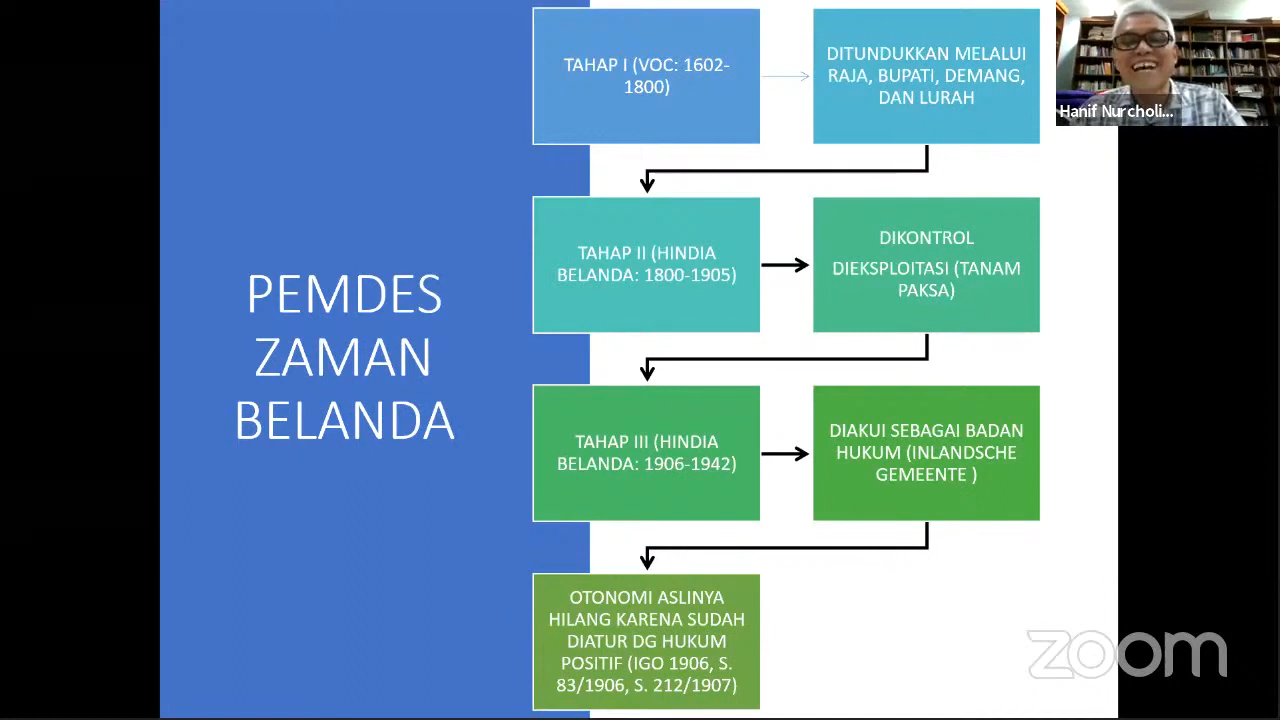 PEMDES
ZAMAN
BELANDA
TAHAP I (VOC: 1602-
1800)
DITUNDUKKAN MELALUI
RAJA, BUPATI, DEMANG,
DAN LURAH
TAHAP II (HINDIA
BELANDA: 1800-1905)
DIKONTROL
DIEKSPLOITASI (TANAM
PAKSA)
TAHAP III (HINDIA
BELANDA: 1906-1942)
DIAKUI SEBAGAI BADAN
HUKUM (INLANDSCHE
GEMEENTE )
OTONOMI ASLINYA
HILANG KARENA SUDAH
DIATUR DG HUKUM
POSITIF (IGO 1906, S.
83/1906, S. 212/1907)
Hanif Nurcholi...
zoom